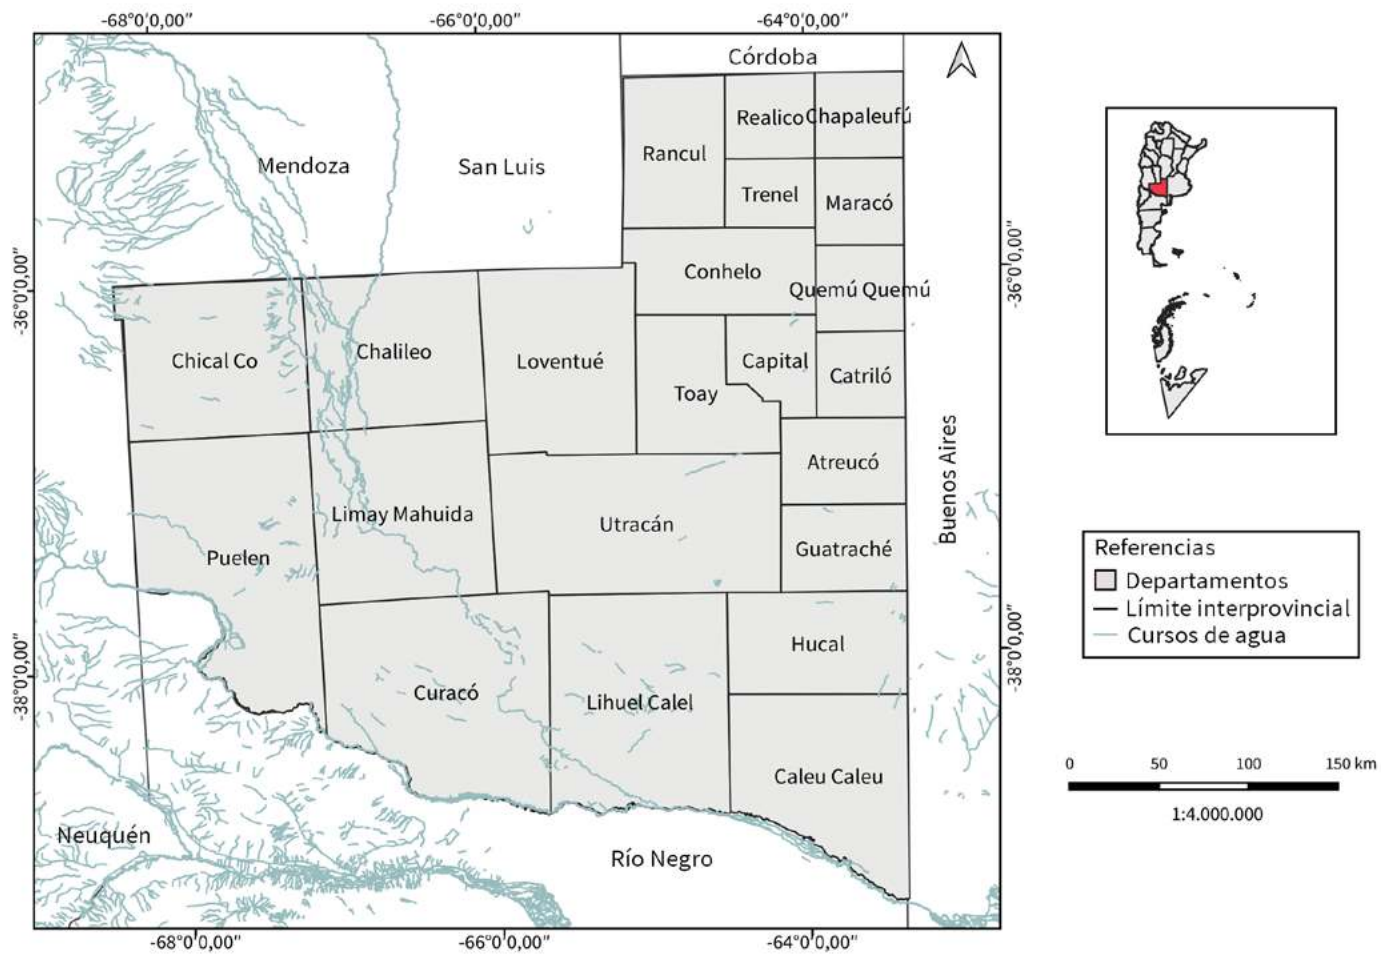 -68°0'0,00"
-66°0'0,00"
-64°0'0,00"
Córdoba
Realico
Chapaleufú
Rancul
Mendoza
San Luis
Trenel
Maracó
-36°0'0,00"
-36°0'0,00"
Conhelo
Quemú Quemú
Chical Co
Chalileo
Loventué
Capital
Catriló
Toay
Buenos Aires
Atreucó
Limay Mahuida
Utracán
Guatraché
Puelen
Hucal
-38°0'0,00"
-38°0'0,00"
Curacó
Lihuel Calel
Caleu Caleu
Neuquén
Río Negro
-68°0'0,00"
-66°0'0,00"
-64°0'0,00"
Referencias
Departamentos
Límite interprovincial
Cursos de agua
0 50 100 150 km
1:4.000.000